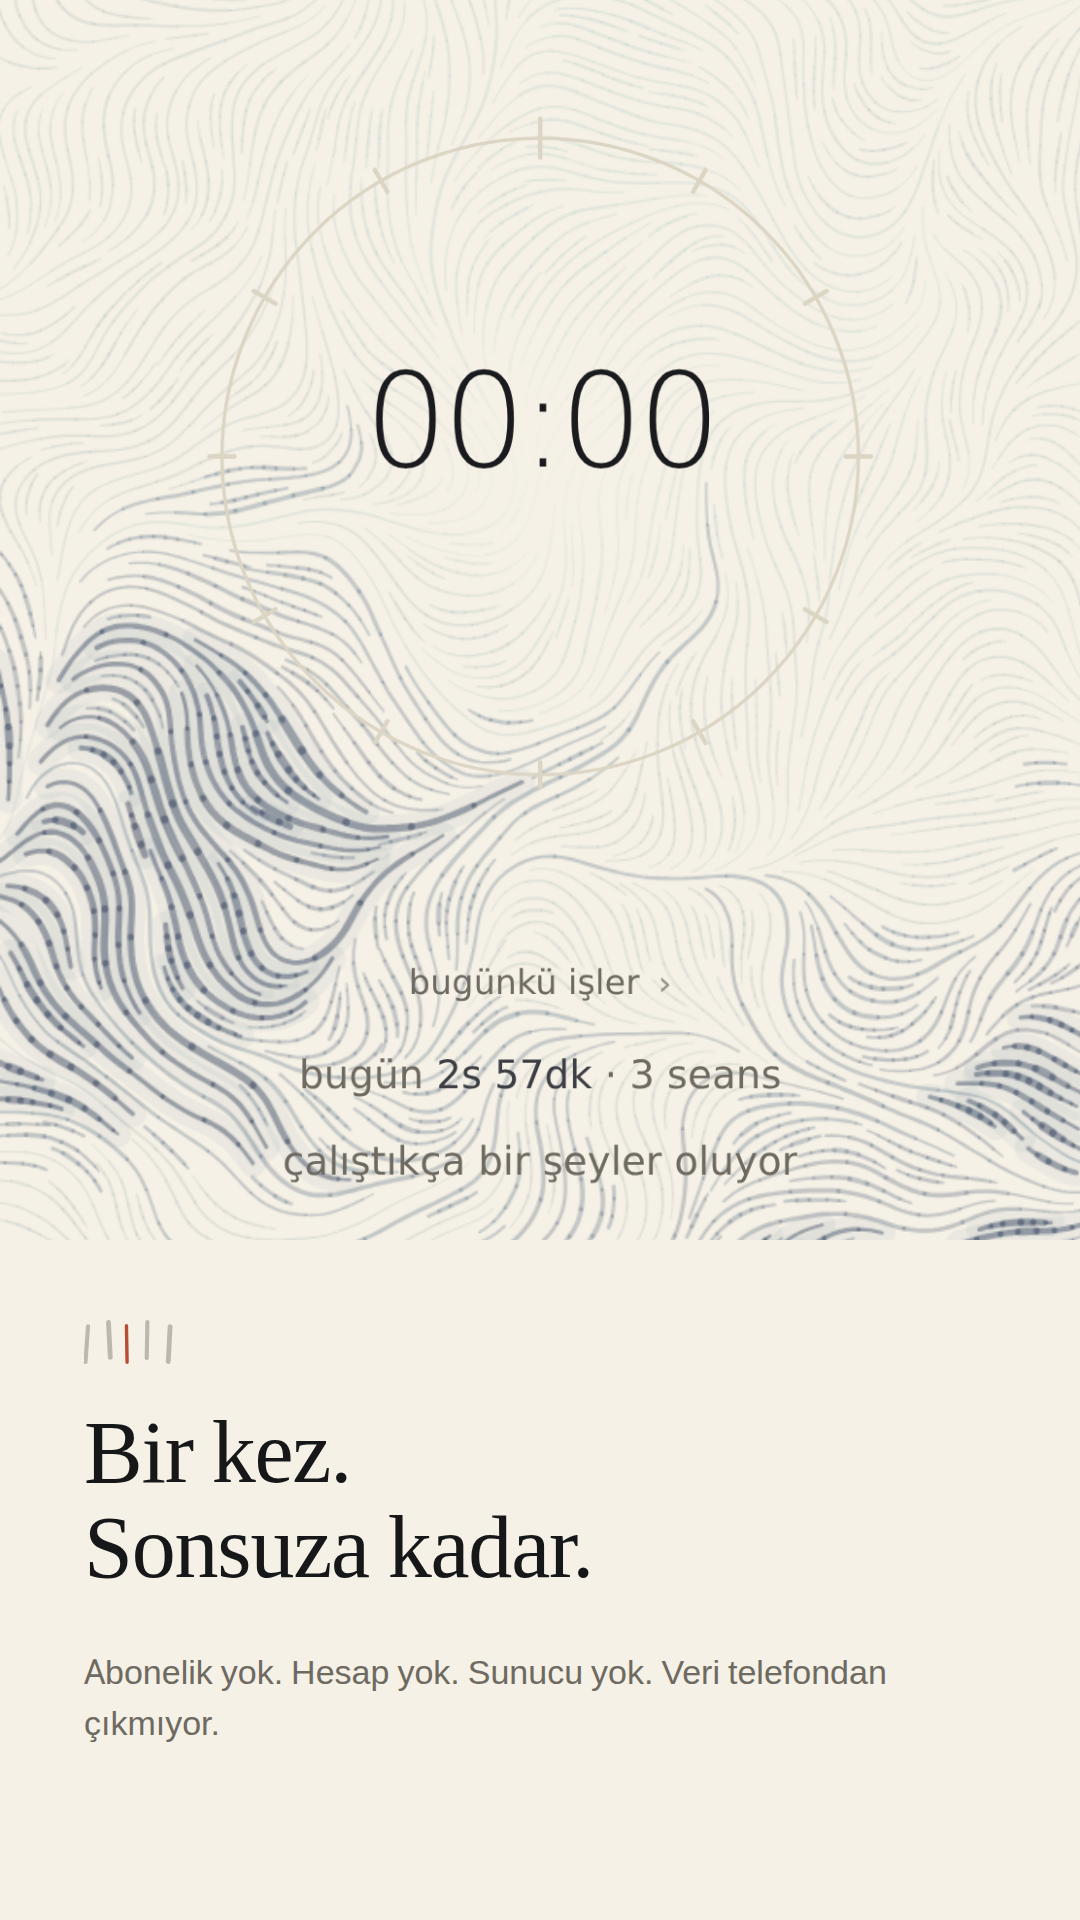 00:00
bugünkü işler ›
bugün 2s 57dk · 3 seans
çalıştıkça bir şeyler oluyor
Bir kez.
Sonsuza kadar.
Abonelik yok. Hesap yok. Sunucu yok. Veri telefondan
çıkmıyor.